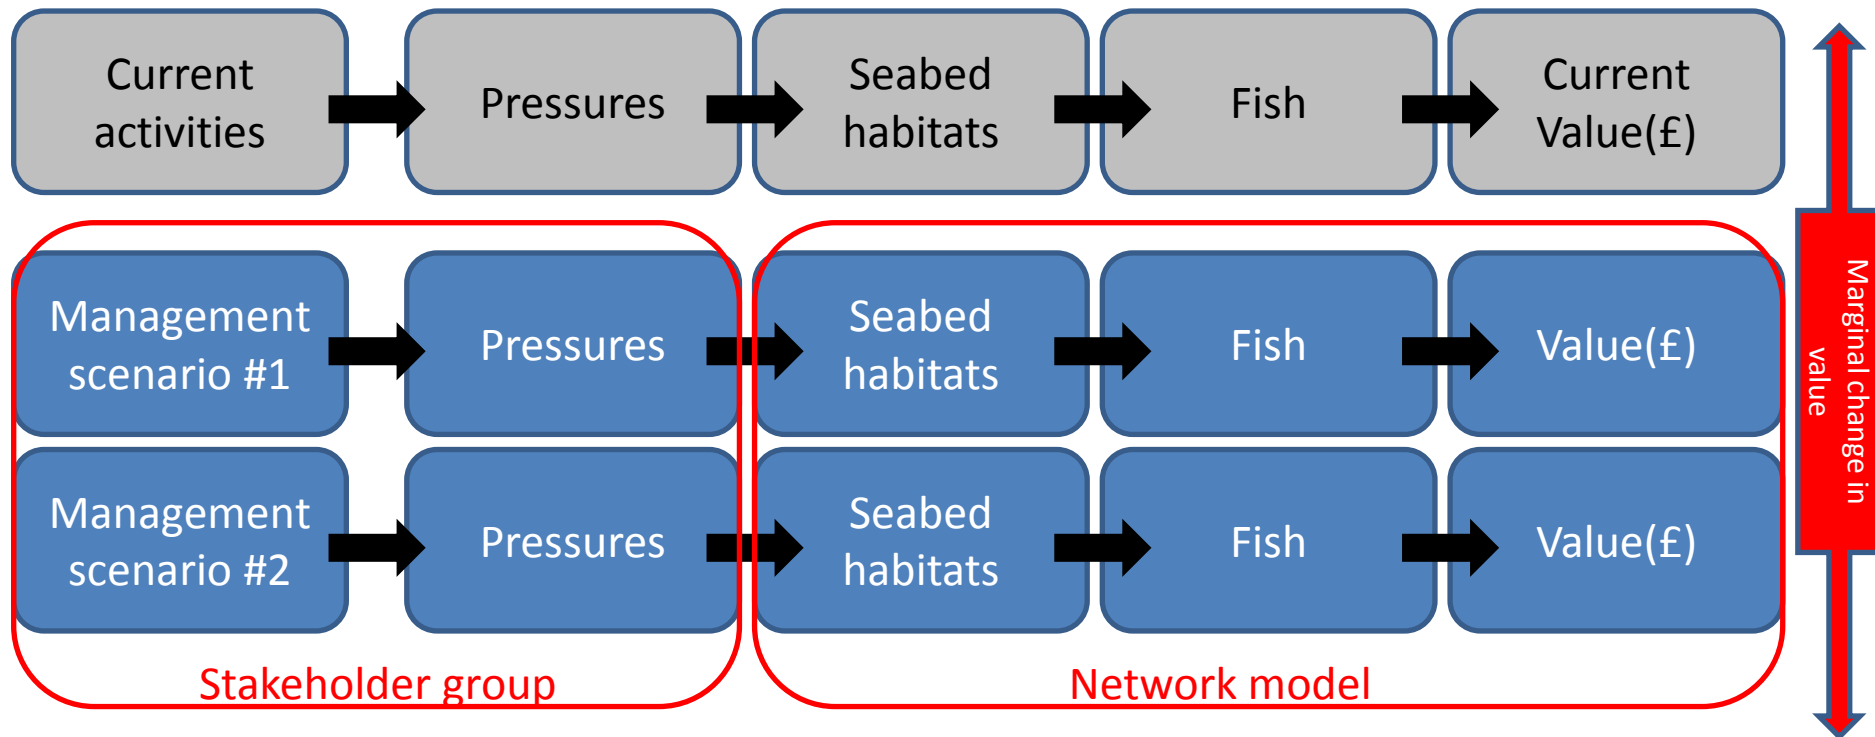 Current
activities
Pressures
Seabed
habitats
Fish
Current
Value(£)
Management
scenario #1
Pressures
Seabed
habitats
Fish
Value(£)
Management
scenario #2
Pressures
Seabed
habitats
Fish
Value(£)
Stakeholder group
Network model
Marginal change in
value